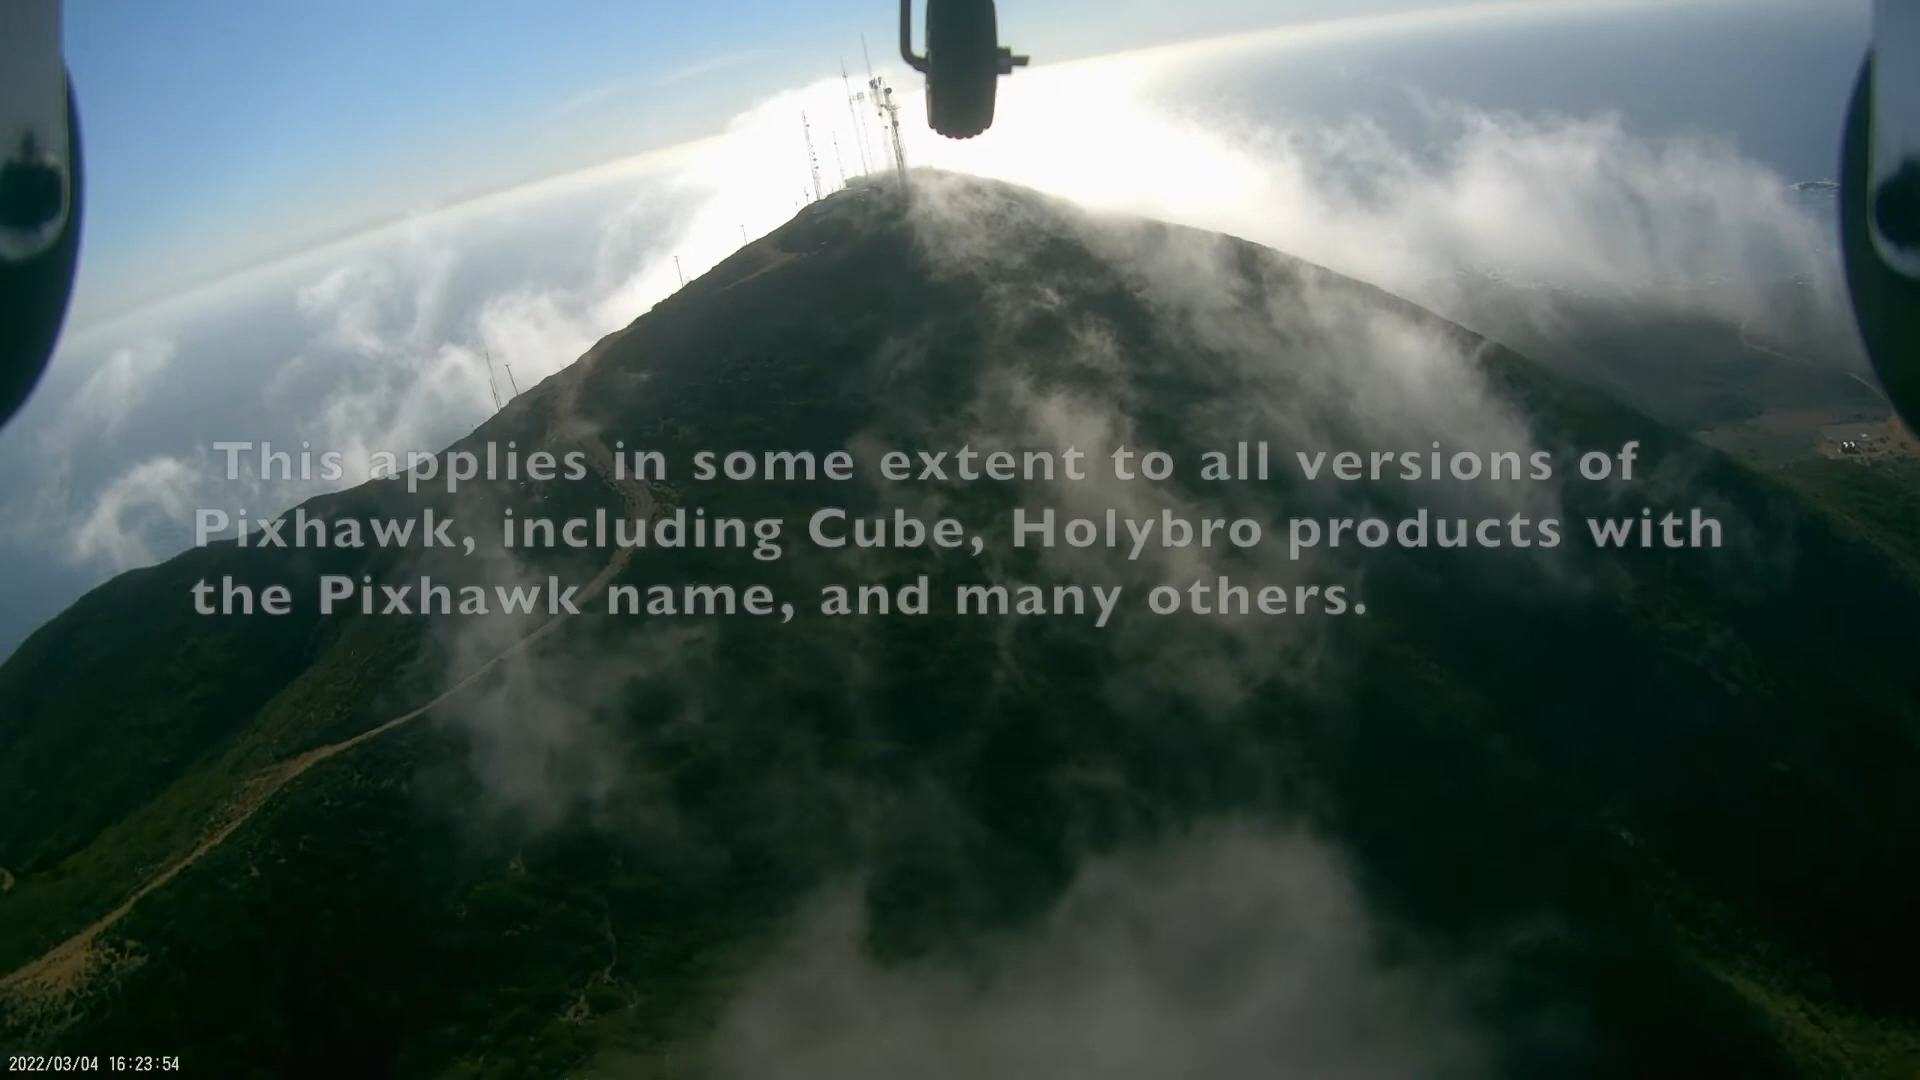 This applies in some extent to all versions of
Pixhawk, including Cube, Holybro products with
the Pixhawk name, and many others.
2022/03/04 16:23:54